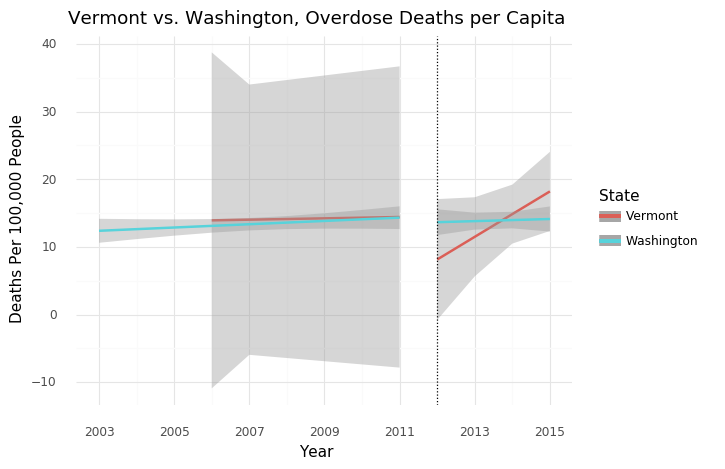 Vermont vs. Washington, Overdose Deaths per Capita
40
30
20
10
0
−10
Deaths Per 100,000 People
2003 2005 2007 2009 2011 2013 2015
Year
State
Vermont
Washington